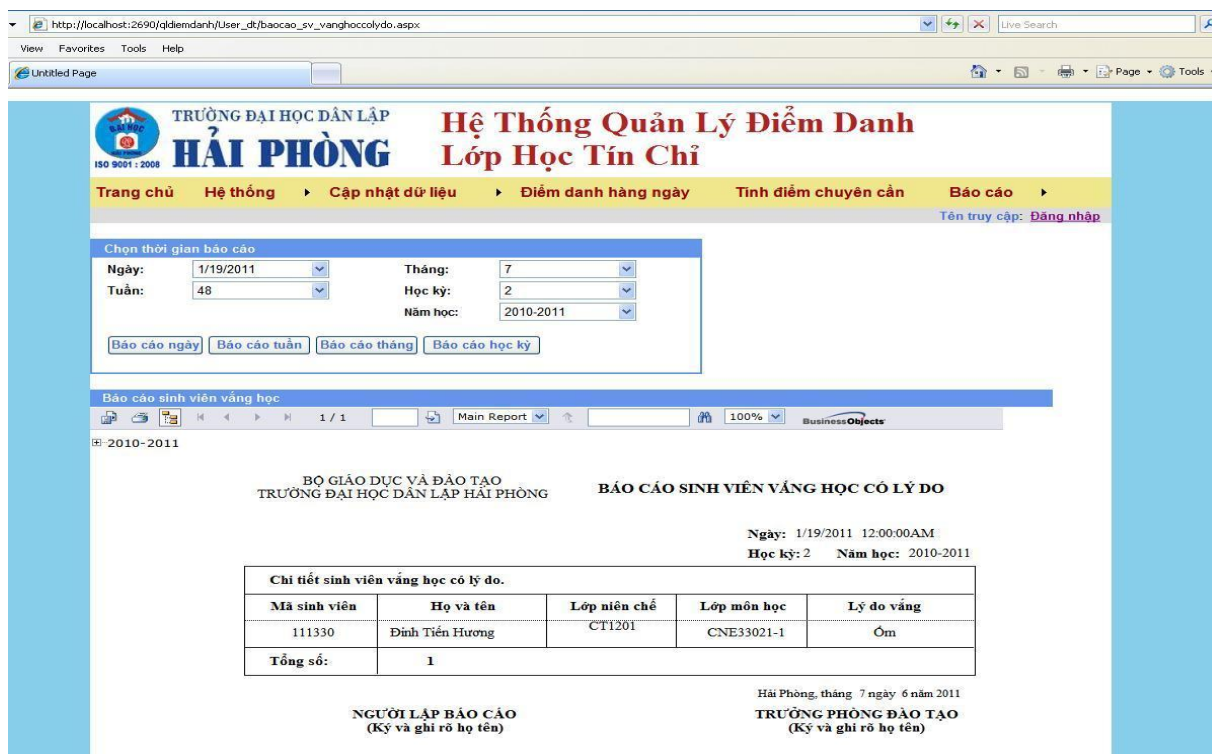 http://localhost:2690/qldiemdanh/User_dt/baocao_sv_vanghoccolydo.aspx Live Search
View Favorites Tools Help
Untitled Page Page Tools
TRƯỜNG ĐẠI HỌC DÂN LẬP
HẢI PHÒNG
ĐẠI HỌC
HẢI PHÒNG
ISO 9001 : 2008
Hệ Thống Quản Lý Điểm Danh
Lớp Học Tín Chỉ
Trang chủ Hệ thống Cập nhật dữ liệu Điểm danh hàng ngày Tính điểm chuyên cần Báo cáo
Tên truy cập: Đăng nhập
Chọn thời gian báo cáo
Ngày: 1/19/2011 Tháng: 7
Tuần: 48 Học kỳ: 2
Năm học: 2010-2011
Báo cáo ngày Báo cáo tuần Báo cáo tháng Báo cáo học kỳ
Báo cáo sinh viên vắng học
1 / 1 Main Report 100% BusinessObjects
2010-2011
BỘ GIÁO DỤC VÀ ĐÀO TẠO
TRƯỜNG ĐẠI HỌC DÂN LẬP HẢI PHÒNG
BÁO CÁO SINH VIÊN VẮNG HỌC CÓ LÝ DO
Ngày: 1/19/2011 12:00:00AM
Học kỳ: 2 Năm học: 2010-2011
Chi tiết sinh viên vắng học có lý do.
Mã sinh viên Họ và tên Lớp niên chế Lớp môn học Lý do vắng
111330 Đinh Tiến Hương CT1201 CNE33021-1 Ốm
Tổng số: 1
Hải Phòng, tháng 7 ngày 6 năm 2011
NGƯỜI LẬP BÁO CÁO TRƯỞNG PHÒNG ĐÀO TẠO
(Ký và ghi rõ họ tên) (Ký và ghi rõ họ tên)